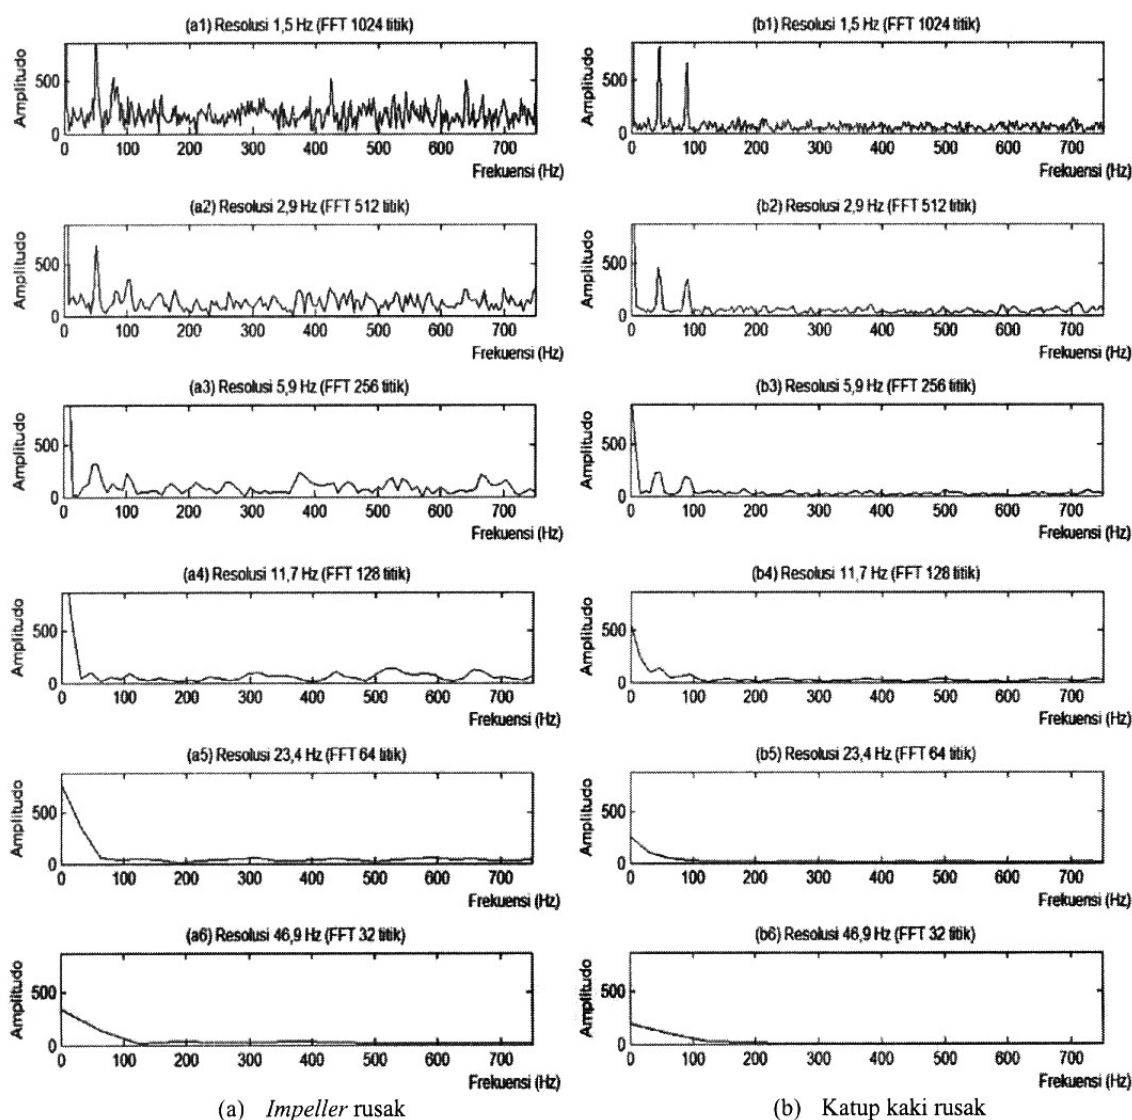 (a1) Resolusi 1,5 Hz (FFT 1024 titik)
Amplitudo
500
0
0 100 200 300 400 500 600 700
Frekuensi (Hz)
(b1) Resolusi 1,5 Hz (FFT 1024 titik)
Amplitudo
500
0
0 100 200 300 400 500 600 700
Frekuensi (Hz)
(a2) Resolusi 2,9 Hz (FFT 512 titik)
Amplitudo
500
0
0 100 200 300 400 500 600 700
Frekuensi (Hz)
(b2) Resolusi 2,9 Hz (FFT 512 titik)
Amplitudo
500
0
0 100 200 300 400 500 600 700
Frekuensi (Hz)
(a3) Resolusi 5,9 Hz (FFT 256 titik)
Amplitudo
500
0
0 100 200 300 400 500 600 700
Frekuensi (Hz)
(b3) Resolusi 5,9 Hz (FFT 256 titik)
Amplitudo
500
0
0 100 200 300 400 500 600 700
Frekuensi (Hz)
(a4) Resolusi 11,7 Hz (FFT 128 titik)
Amplitudo
500
0
0 100 200 300 400 500 600 700
Frekuensi (Hz)
(b4) Resolusi 11,7 Hz (FFT 128 titik)
Amplitudo
500
0
0 100 200 300 400 500 600 700
Frekuensi (Hz)
(a5) Resolusi 23,4 Hz (FFT 64 titik)
Amplitudo
500
0
0 100 200 300 400 500 600 700
Frekuensi (Hz)
(b5) Resolusi 23,4 Hz (FFT 64 titik)
Amplitudo
500
0
0 100 200 300 400 500 600 700
Frekuensi (Hz)
(a6) Resolusi 46,9 Hz (FFT 32 titik)
Amplitudo
500
0
0 100 200 300 400 500 600 700
Frekuensi (Hz)
(b6) Resolusi 46,9 Hz (FFT 32 titik)
Amplitudo
500
0
0 100 200 300 400 500 600 700
Frekuensi (Hz)
(a) Impeller rusak
(b) Katup kaki rusak